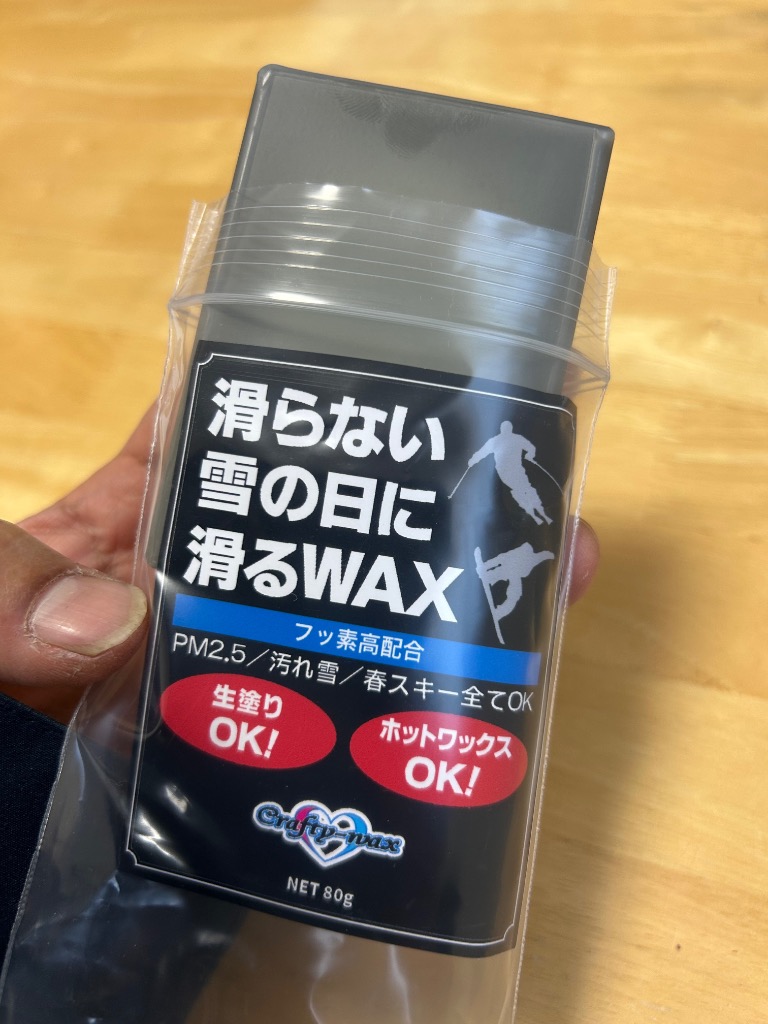 滑らない
雪の日に
滑るWAX
フッ素高配合
PM2.5／汚れ雪／春スキー全てOK
生塗り
OK!
ホットワックス
OK!
Crafty-wax
NET 80g